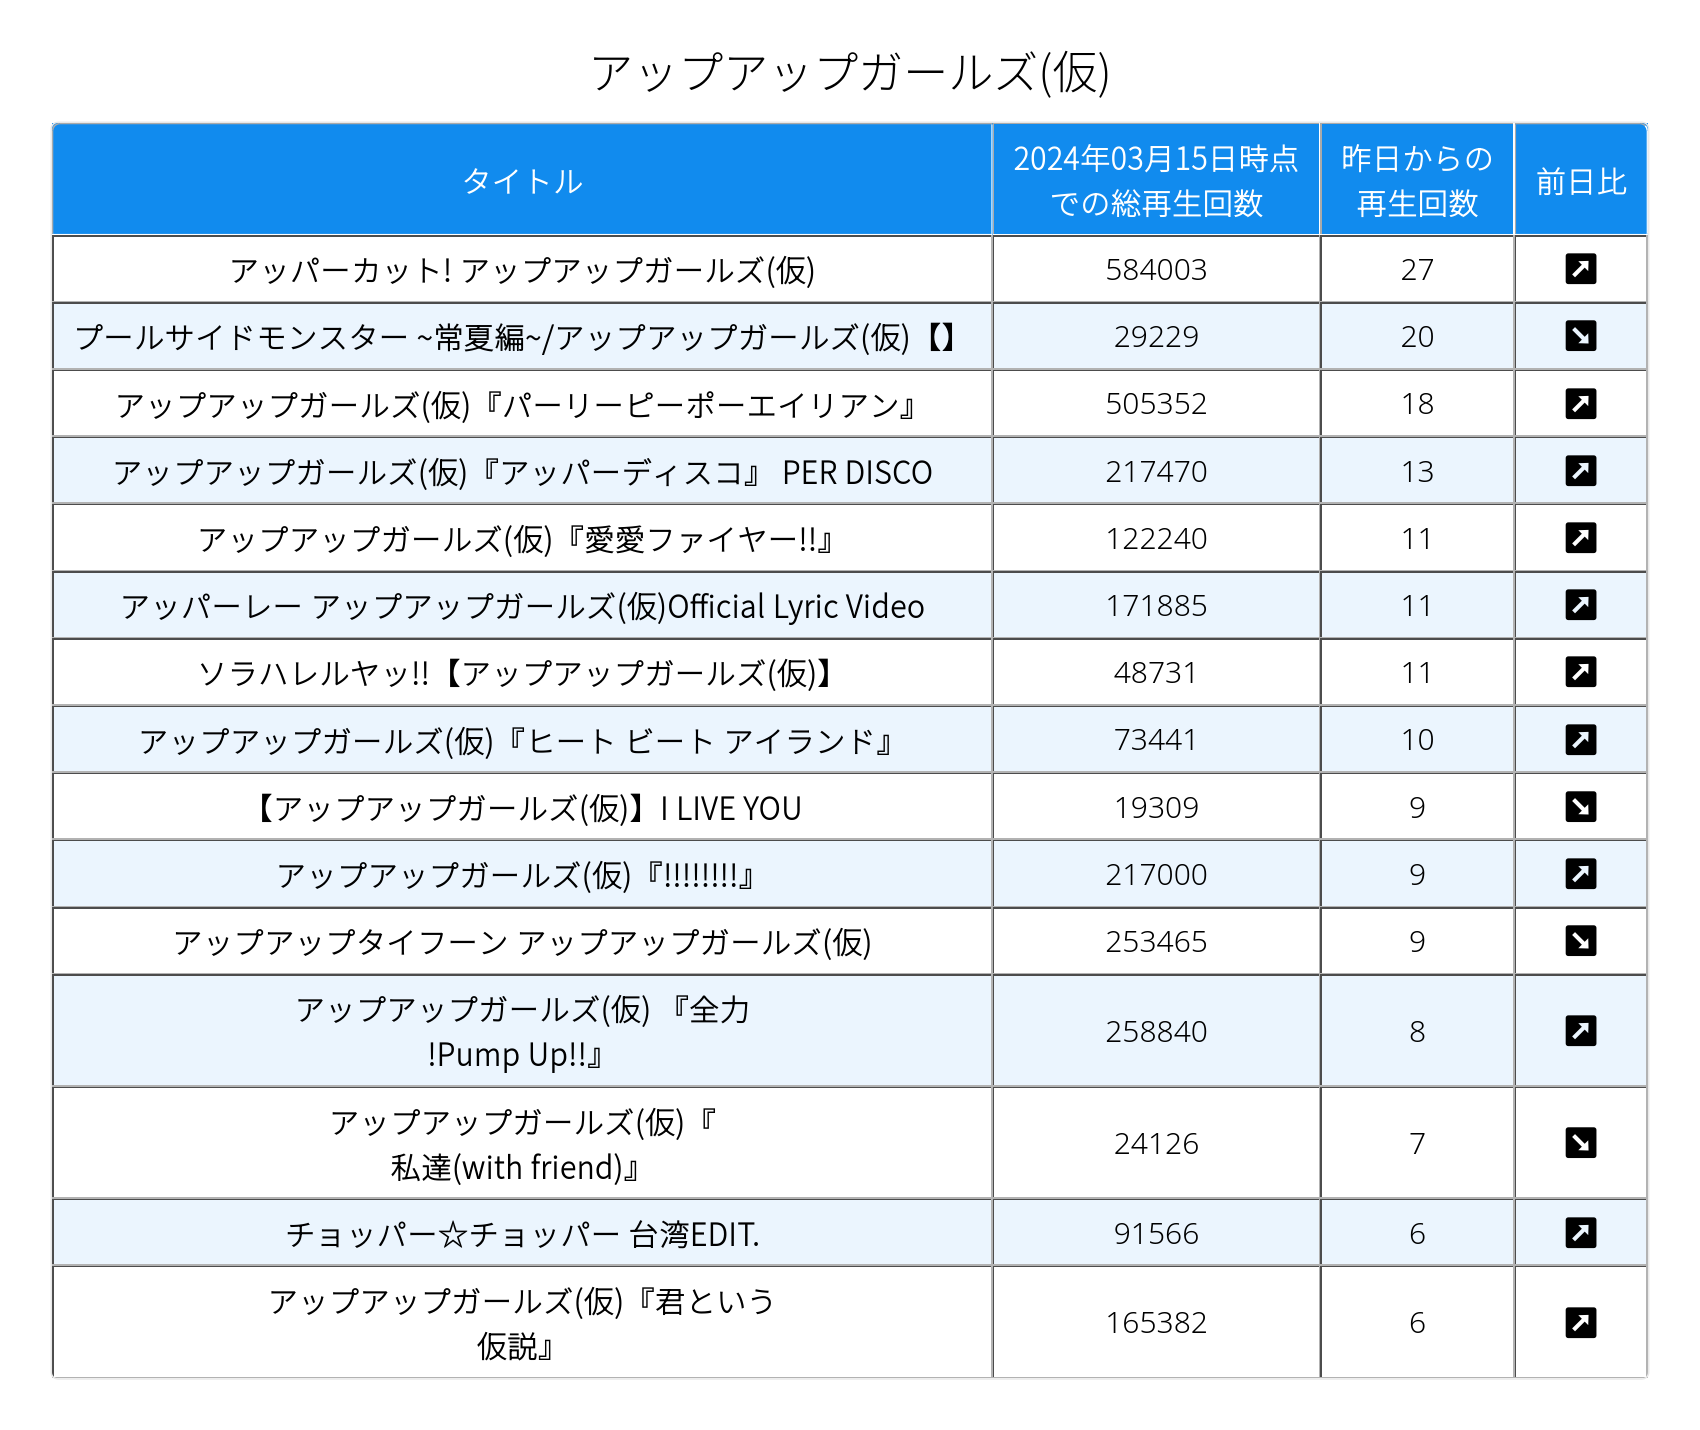 アップアップガールズ(仮)
タイトル
2024年03月15日時点
での総再生回数
昨日からの
再生回数
前日比
アッパーカット! アップアップガールズ(仮) 584003 27
プールサイドモンスター ~常夏編~/アップアップガールズ(仮)【】 29229 20
アップアップガールズ(仮)『パーリーピーポーエイリアン』 505352 18
アップアップガールズ(仮)『アッパーディスコ』 PER DISCO 217470 13
アップアップガールズ(仮)『愛愛ファイヤー!!』 122240 11
アッパーレー アップアップガールズ(仮)Official Lyric Video 171885 11
ソラハレルヤッ!!【アップアップガールズ(仮)】 48731 11
アップアップガールズ(仮)『ヒート ビート アイランド』 73441 10
【アップアップガールズ(仮)】I LIVE YOU 19309 9
アップアップガールズ(仮)『!!!!!!!!』 217000 9
アップアップタイフーン アップアップガールズ(仮) 253465 9
アップアップガールズ(仮) 『全力
!Pump Up!!』 258840 8
アップアップガールズ(仮)『
私達(with friend)』 24126 7
チョッパー☆チョッパー 台湾EDIT. 91566 6
アップアップガールズ(仮)『君という
仮説』 165382 6